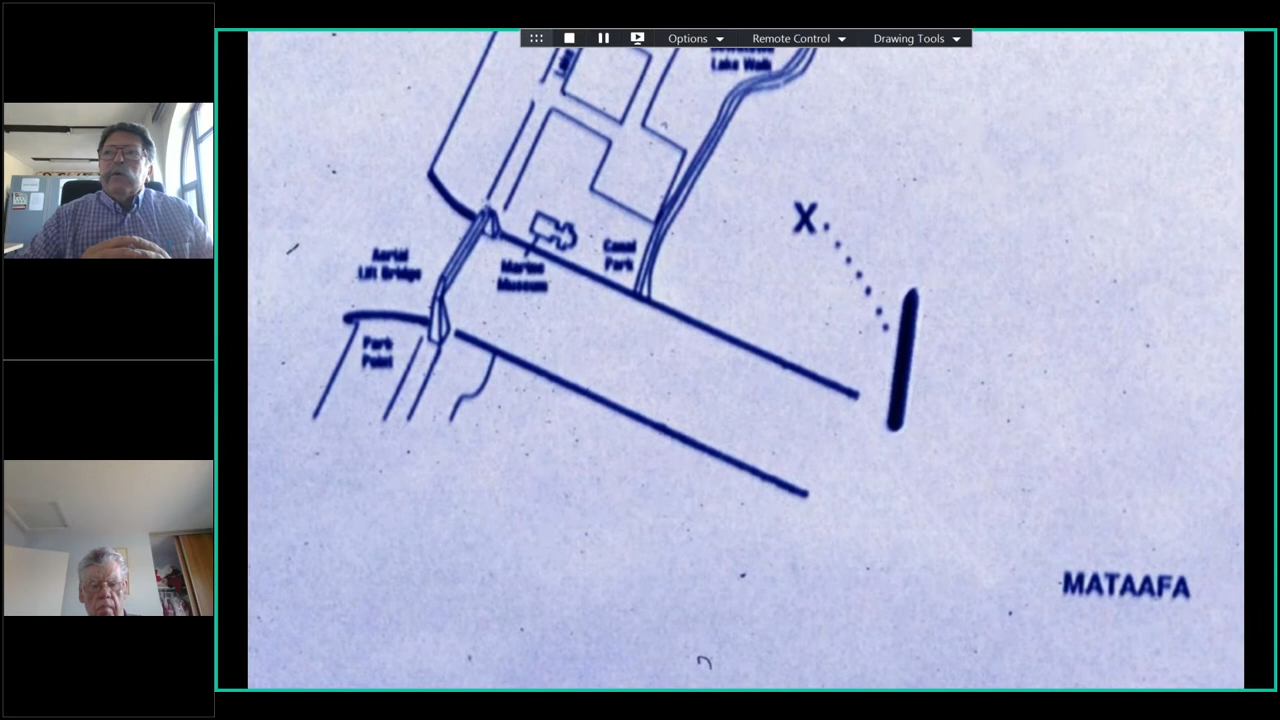 Options
Remote Control
Drawing Tools
Lake Walk
X
Canal
Park
Aerial
Lift Bridge
Marine
Museum
Park
Point
MATAAFA